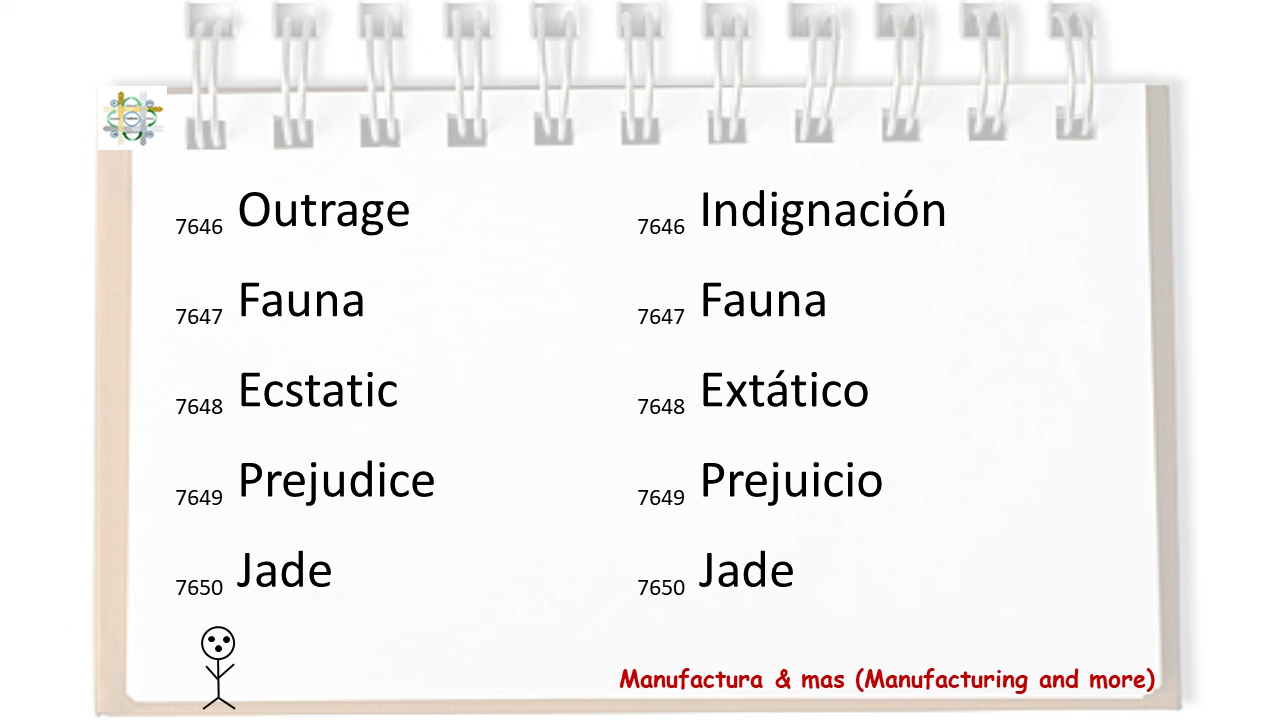 7646 Outrage 7646 Indignación
7647 Fauna 7647 Fauna
7648 Ecstatic 7648 Extático
7649 Prejudice 7649 Prejuicio
7650 Jade 7650 Jade
Manufactura & mas (Manufacturing and more)